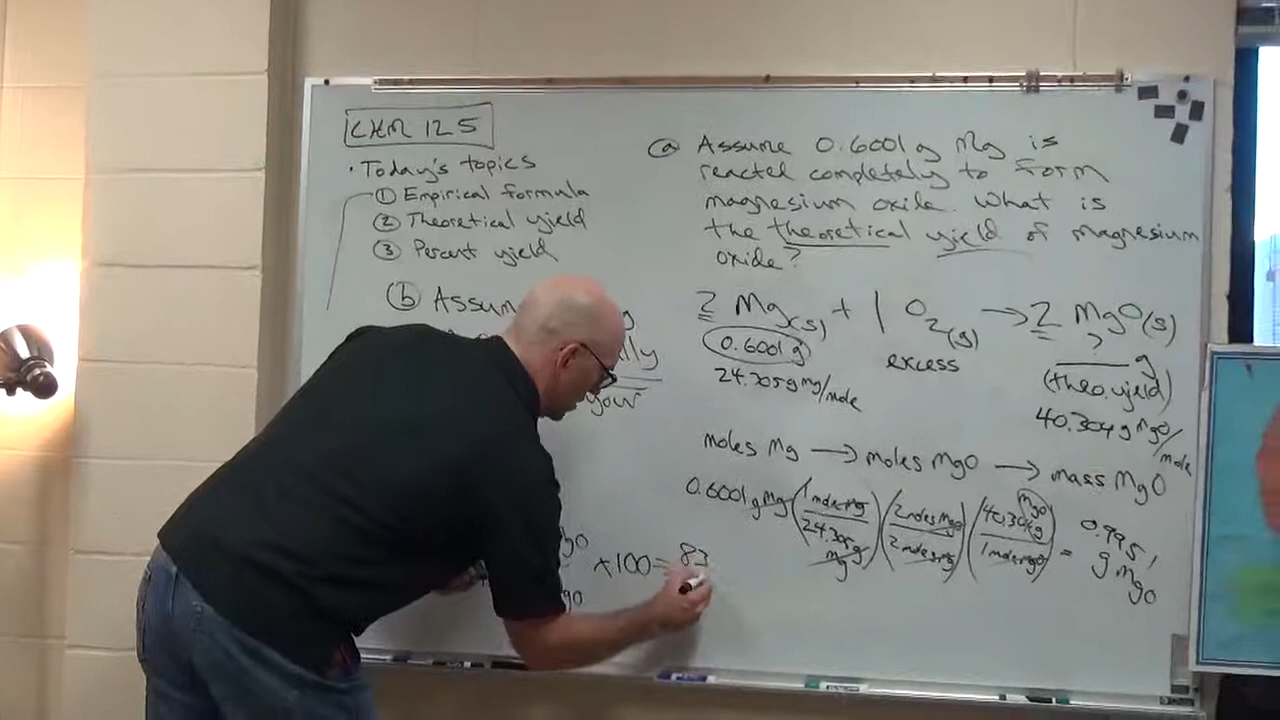 CHM 125
• Today's topics
① Empirical formula
② Theoretical yield
③ Percent yield
ⓑ Assum
your
go
go
×100 = 83
ⓐ Assume 0.6001 g Mg is
reacted completely to form
magnesium oxide. What is
the theoretical yield of magnesium
oxide?
2 Mg(s) + 1 O2(g) → 2 MgO(s)
0.6001 g excess ? g
24.305 g Mg/mole (theo. yield)
40.304 g MgO/mole
moles Mg → moles MgO → mass MgO
0.6001 g Mg (1 mole Mg / 24.305 g Mg) (2 moles MgO / 2 moles Mg) (40.304 g MgO / 1 mole MgO) = 0.995, g MgO